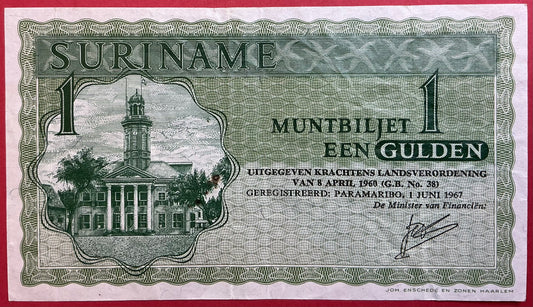 SURINAME
1
MUNTBILJET 1
EEN GULDEN
UITGEGEVEN KRACHTENS LANDSVERORDENING
VAN 8 APRIL 1960 (G.B. No. 38)
GEREGISTREERD: PARAMARIBO, 1 JUNI 1967
De Minister van Financiën:
JOH. ENSCHEDÉ EN ZONEN HAARLEM